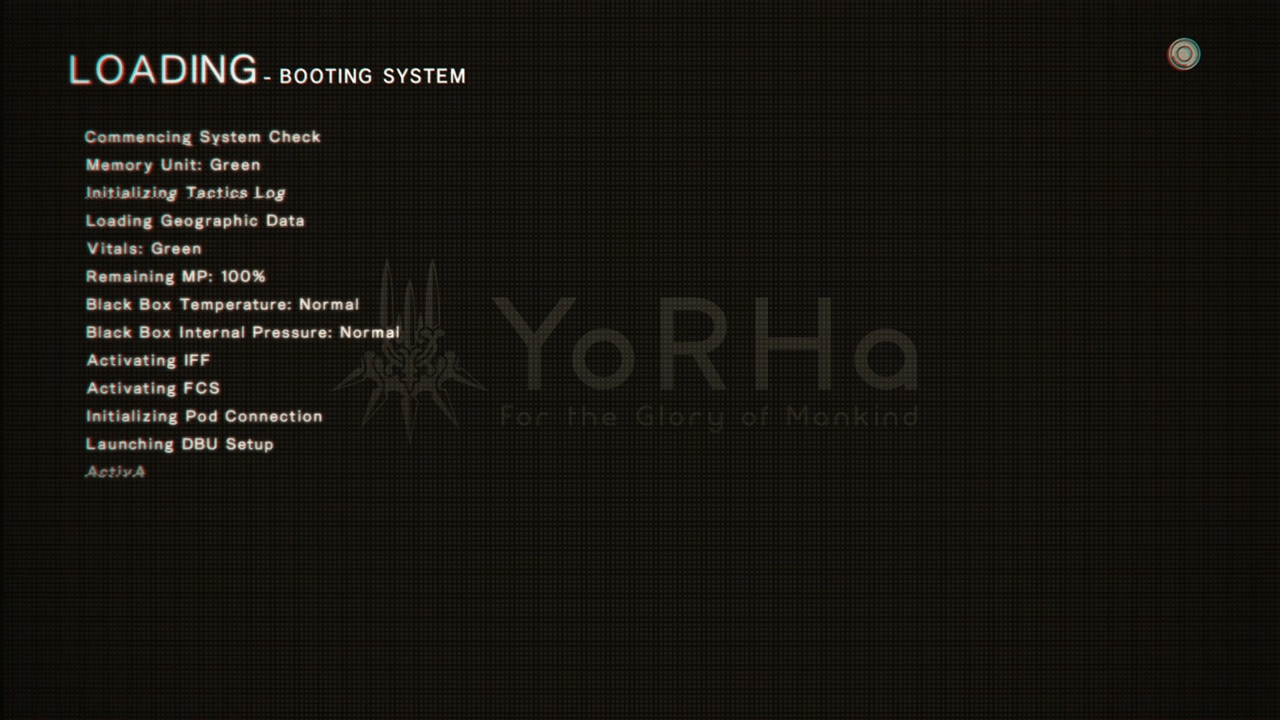 LOADING - BOOTING SYSTEM
Commencing System Check
Memory Unit: Green
Initializing Tactics Log
Loading Geographic Data
Vitals: Green
Remaining MP: 100%
Black Box Temperature: Normal
Black Box Internal Pressure: Normal
Activating IFF
Activating FCS
Initializing Pod Connection
Launching DBU Setup
ActivA
YoRHa
For the Glory of Mankind